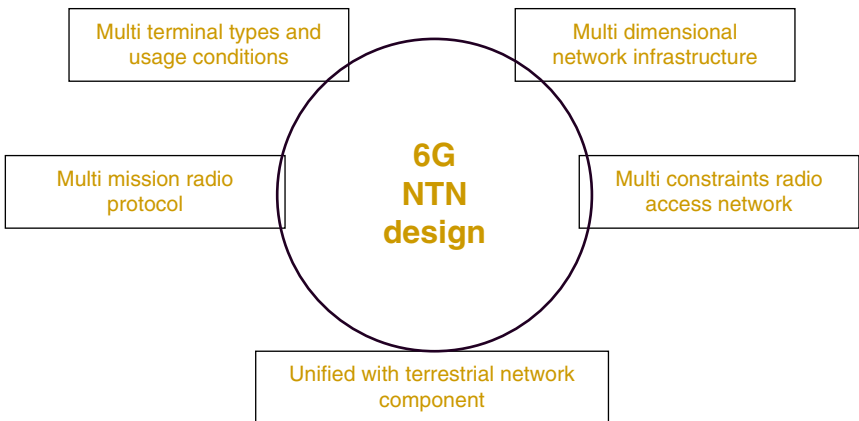 Multi terminal types and
usage conditions
Multi dimensional
network infrastructure
Multi mission radio
protocol
6G
NTN
design
Multi constraints radio
access network
Unified with terrestrial network
component